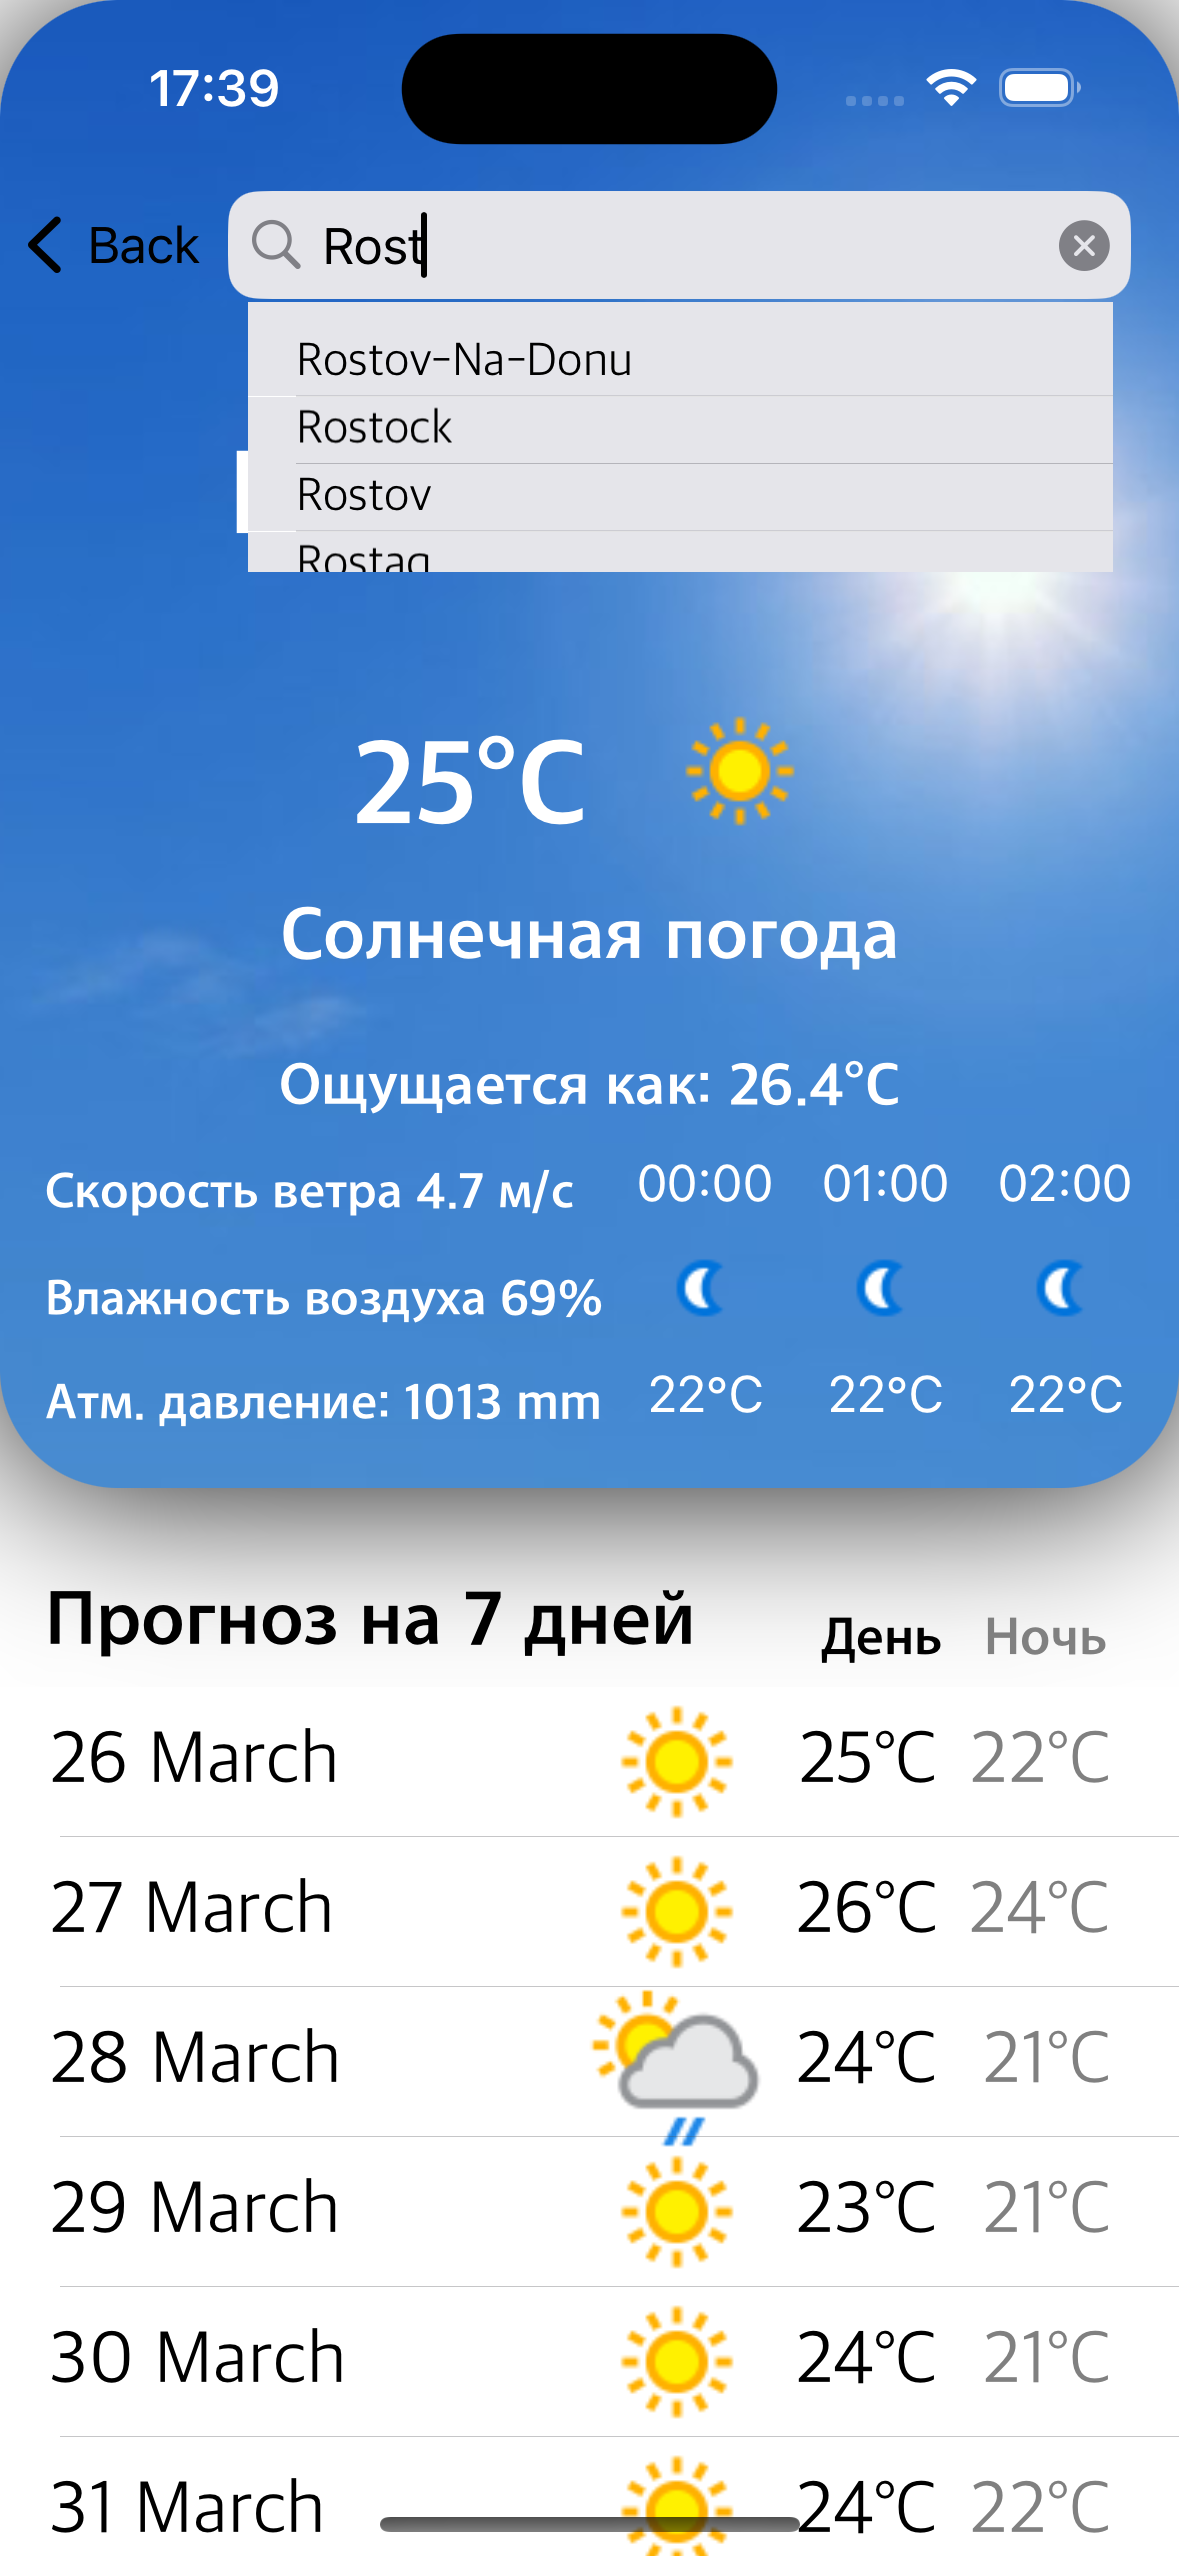 17:39
Back
Rost
Rostov-Na-Donu
Rostock
Rostov
Rostaq
25°C
Солнечная погода
Ощущается как: 26.4°C
Скорость ветра 4.7 м/с
00:00 01:00 02:00
Влажность воздуха 69%
Атм. давление: 1013 mm
22°C 22°C 22°C
Прогноз на 7 дней
День Ночь
26 March 25°C 22°C
27 March 26°C 24°C
28 March 24°C 21°C
29 March 23°C 21°C
30 March 24°C 21°C
31 March 24°C 22°C